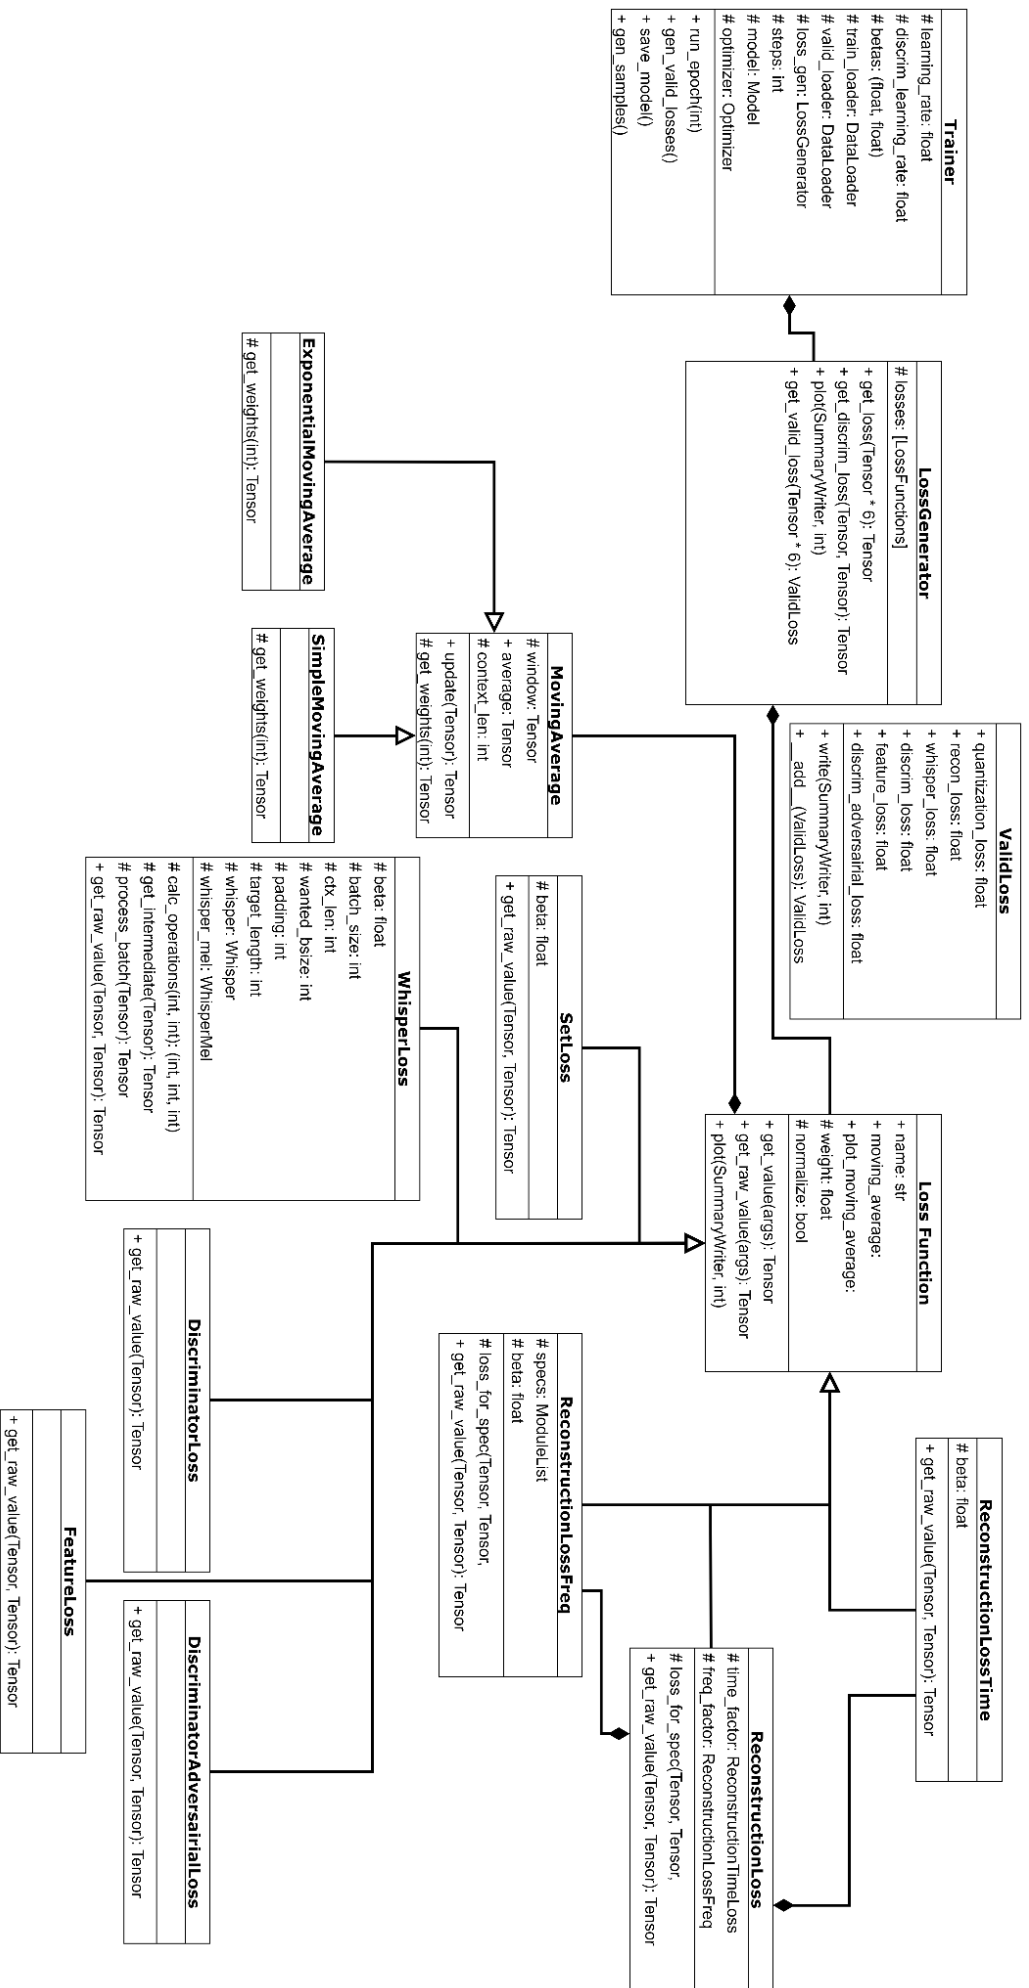 Trainer
# learning_rate: float
# discrim_learning_rate: float
# betas: (float, float)
# train_loader: DataLoader
# valid_loader: DataLoader
# loss_gen: LossGenerator
# steps: int
# model: Model
# optimizer: Optimizer
+ run_epoch(int)
+ gen_valid_losses()
+ save_model()
+ gen_samples()
LossGenerator
# losses: [LossFunctions]
+ get_loss(Tensor * 6): Tensor
+ get_discrim_loss(Tensor, Tensor): Tensor
+ plot(SummaryWriter, int)
+ get_valid_loss(Tensor * 6): ValidLoss
ValidLoss
+ quantization_loss: float
+ recon_loss: float
+ whisper_loss: float
+ discrim_loss: float
+ feature_loss: float
+ discrim_adversairial_loss: float
+ write(SummaryWriter, int)
+ __add__(ValidLoss): ValidLoss
ExponentialMovingAverage
# get_weights(int): Tensor
MovingAverage
# window: Tensor
+ average: Tensor
# context_len: int
+ update(Tensor): Tensor
# get_weights(int): Tensor
SimpleMovingAverage
# get_weights(int): Tensor
Loss Function
+ name: str
+ moving_average:
+ plot_moving_average:
# weight: float
# normalize: bool
+ get_value(args): Tensor
+ get_raw_value(args): Tensor
+ plot(SummaryWriter, int)
SetLoss
# beta: float
+ get_raw_value(Tensor, Tensor): Tensor
WhisperLoss
# beta: float
# batch_size: int
# ctx_len: int
# wanted_bsize: int
# padding: int
# target_length: int
# whisper: Whisper
# whisper_mel: WhisperMel
# calc_operations(int, int): (int, int, int)
# get_intermediate(Tensor): Tensor
# process_batch(Tensor): Tensor
+ get_raw_value(Tensor, Tensor): Tensor
ReconstructionLossTime
# beta: float
+ get_raw_value(Tensor, Tensor): Tensor
ReconstructionLossFreq
# specs: ModuleList
# beta: float
# loss_for_spec(Tensor, Tensor,
+ get_raw_value(Tensor, Tensor): Tensor
ReconstructionLoss
# time_factor: ReconstructionTimeLoss
# freq_factor: ReconstructionLossFreq
# loss_for_spec(Tensor, Tensor,
+ get_raw_value(Tensor, Tensor): Tensor
DiscriminatorLoss
+ get_raw_value(Tensor): Tensor
DiscriminatorAdversairialLoss
+ get_raw_value(Tensor, Tensor): Tensor
FeatureLoss
+ get_raw_value(Tensor, Tensor): Tensor